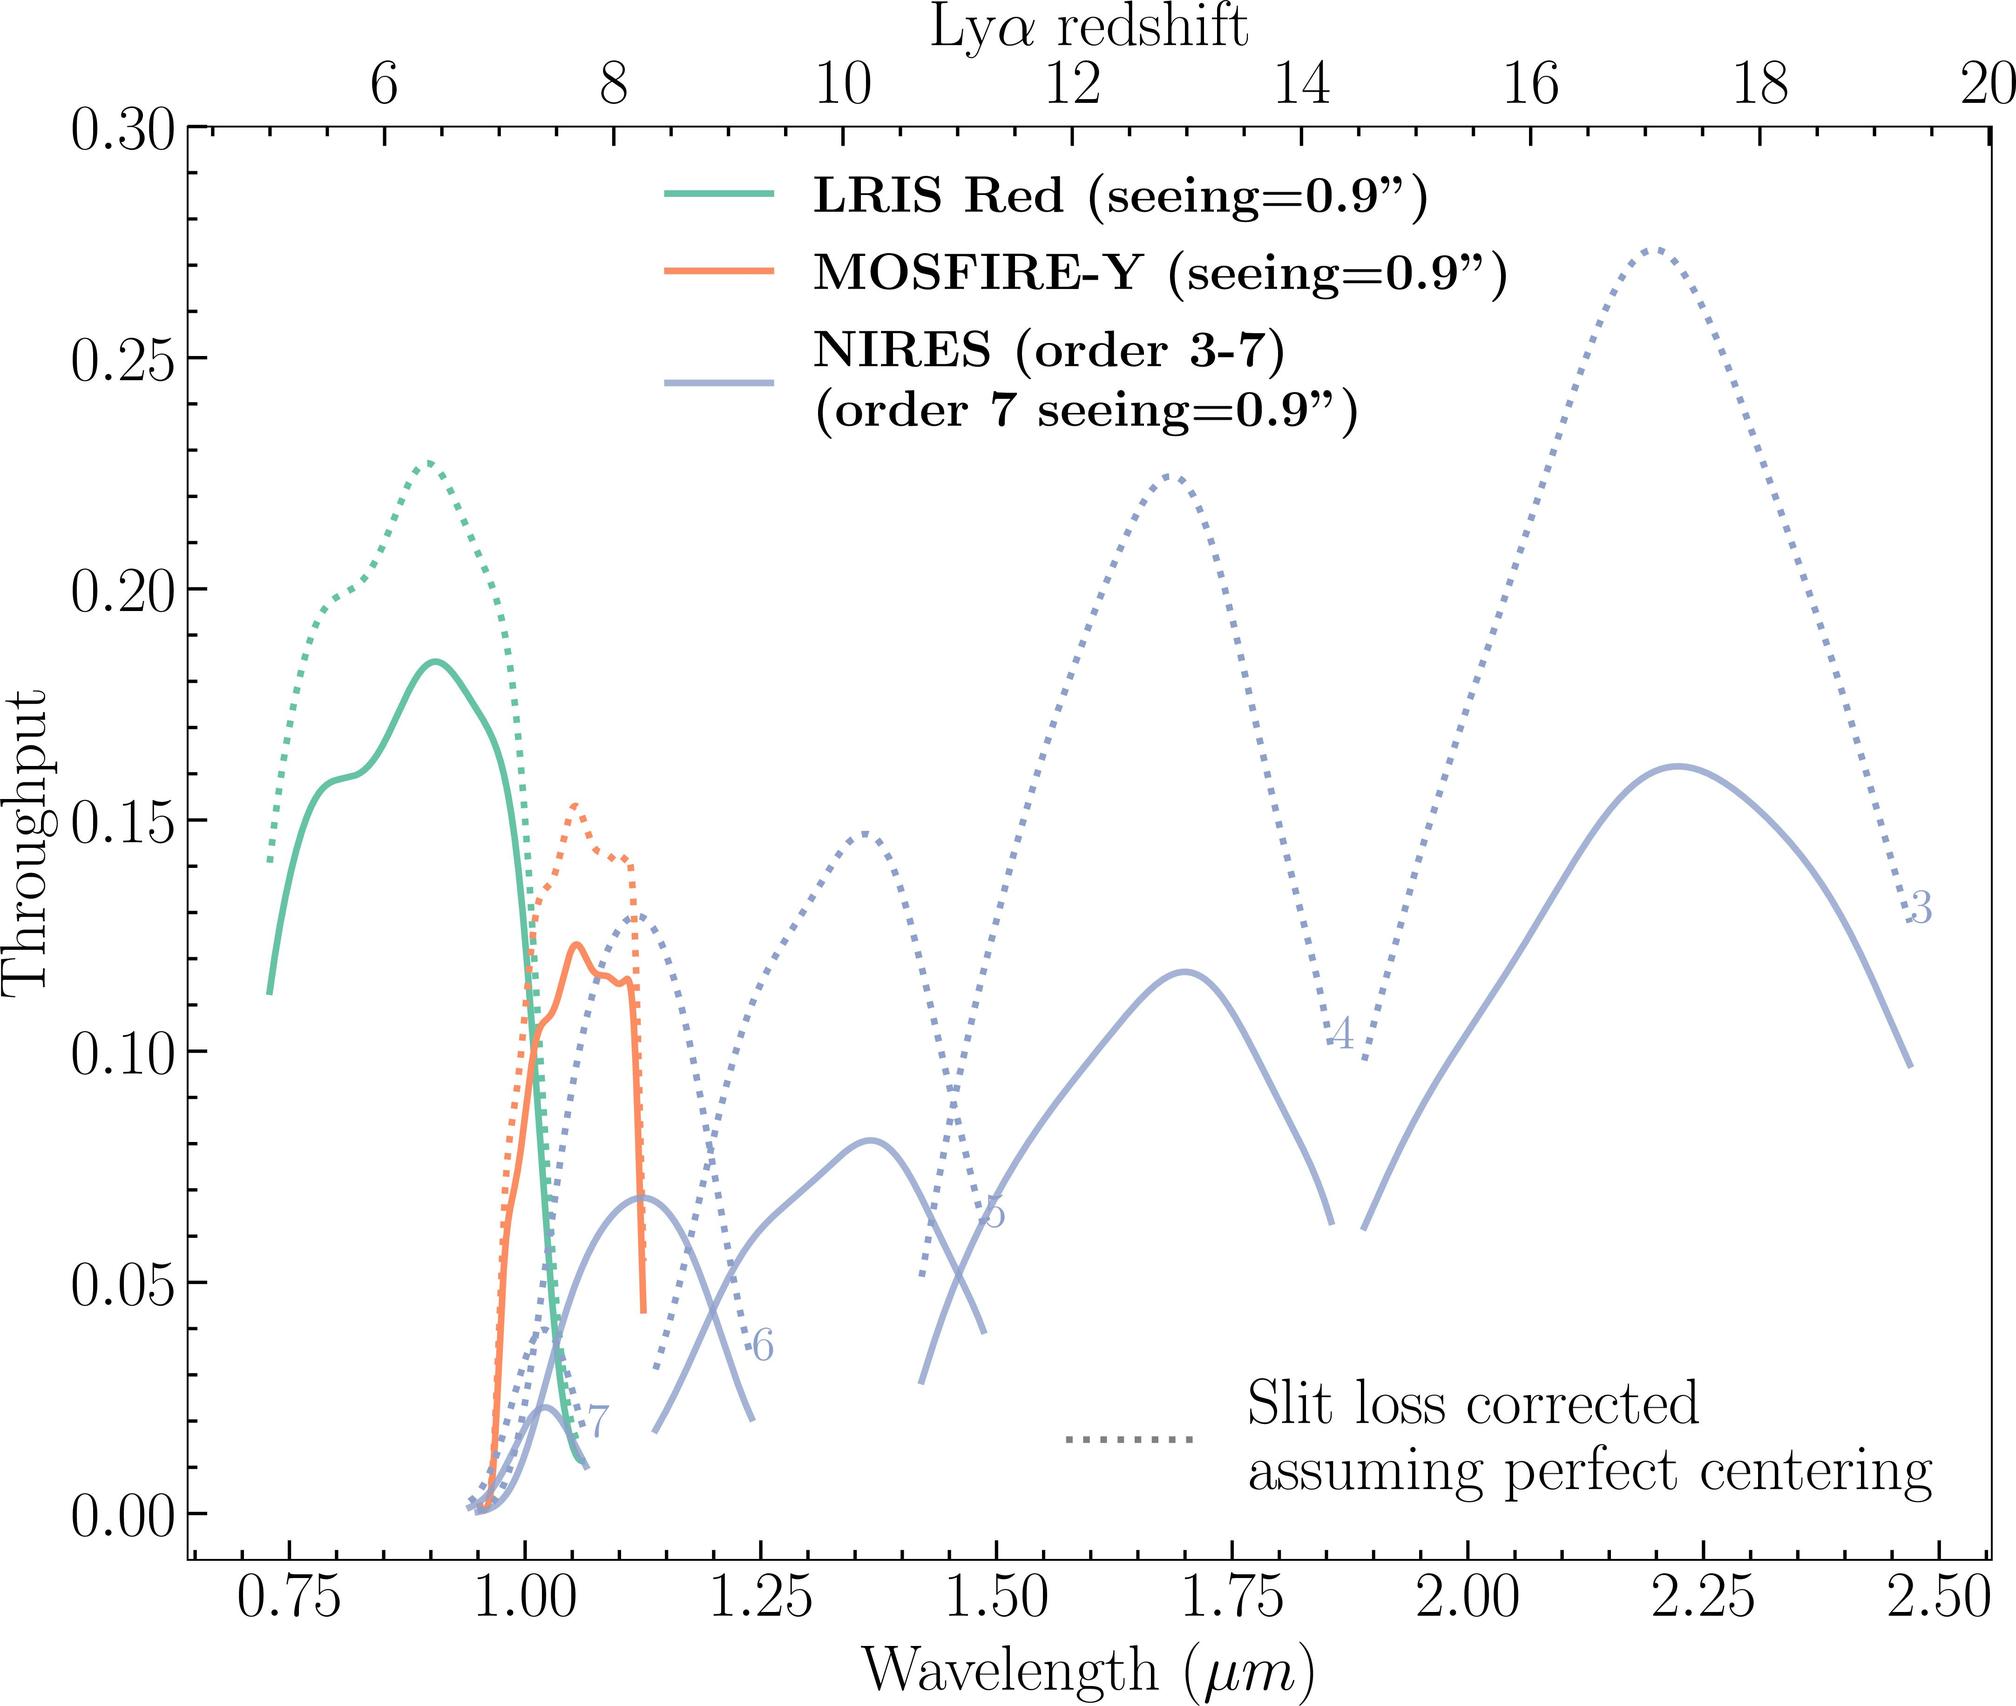 Lyα redshift
6 8 10 12 14 16 18 20
0.30
0.25
0.20
0.15
0.10
0.05
0.00
Throughput
LRIS Red (seeing=0.9”)
MOSFIRE-Y (seeing=0.9”)
NIRES (order 3-7)
(order 7 seeing=0.9”)
3
4
5
6
7
Slit loss corrected
assuming perfect centering
0.75 1.00 1.25 1.50 1.75 2.00 2.25 2.50
Wavelength (μm)